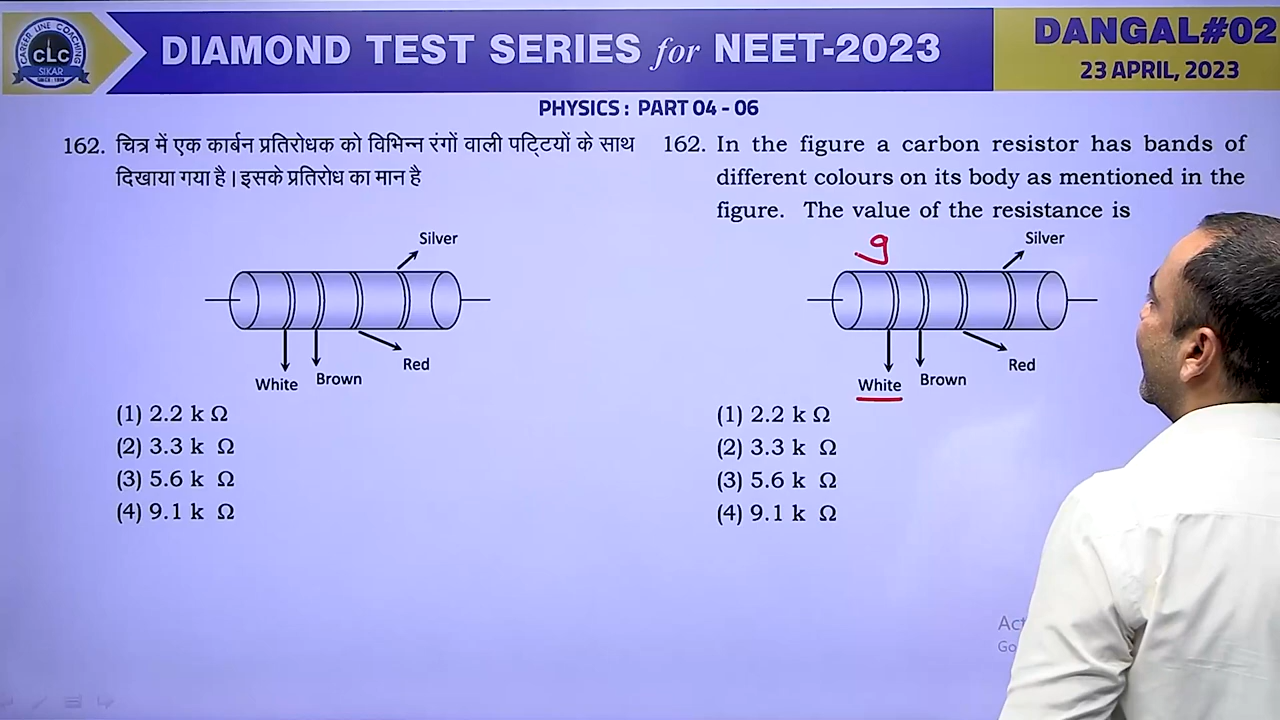 CAREER LINE COACHING
CLC
SIKAR
SINCE : 1996
DIAMOND TEST SERIES for NEET-2023
DANGAL#02
23 APRIL, 2023
PHYSICS : PART 04 - 06
162. चित्र में एक कार्बन प्रतिरोधक को विभिन्न रंगों वाली पट्टियों के साथ
दिखाया गया है। इसके प्रतिरोध का मान है
Silver
White
Brown
Red
(1) 2.2 k Ω
(2) 3.3 k Ω
(3) 5.6 k Ω
(4) 9.1 k Ω
162. In the figure a carbon resistor has bands of
different colours on its body as mentioned in the
figure. The value of the resistance is
9
Silver
White
Brown
Red
(1) 2.2 k Ω
(2) 3.3 k Ω
(3) 5.6 k Ω
(4) 9.1 k Ω
Act
Go